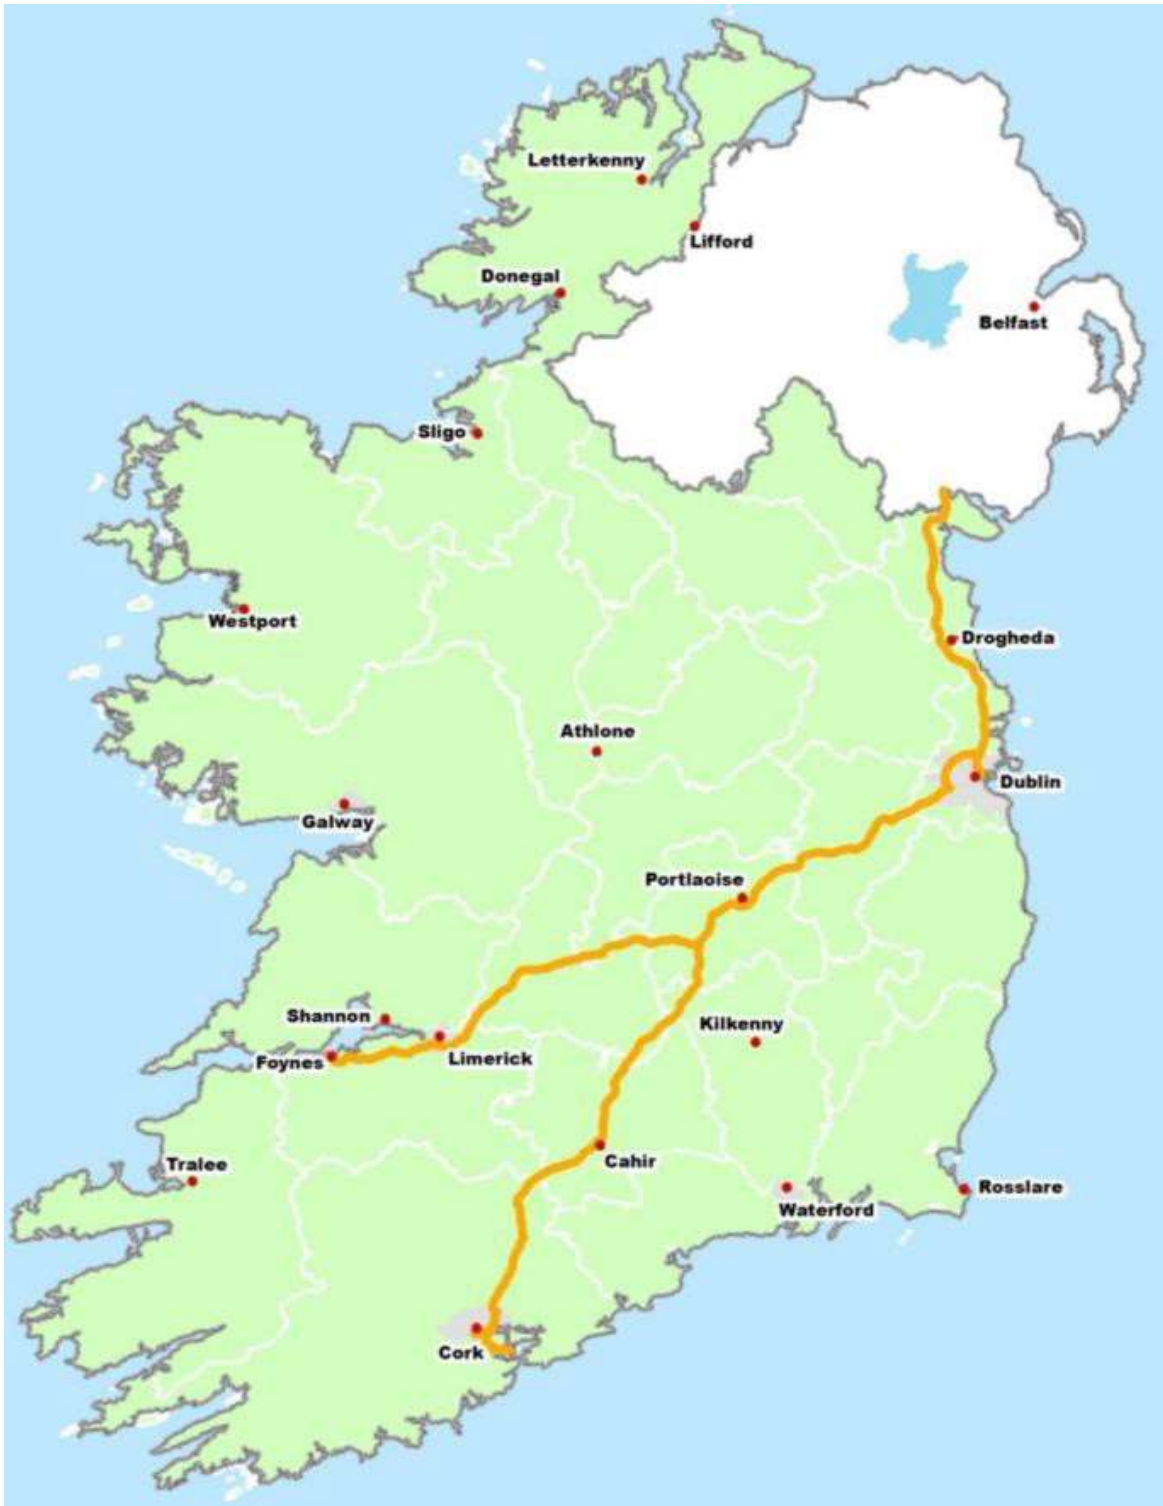 Letterkenny
Lifford
Donegal
Belfast
Sligo
Westport
Drogheda
Athlone
Dublin
Galway
Portlaoise
Shannon
Kilkenny
Foynes
Limerick
Cahir
Tralee
Rosslare
Waterford
Cork